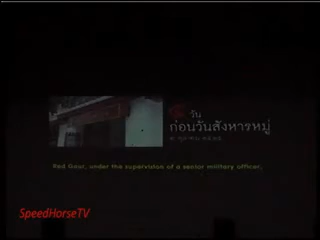 วัน
ก่อนวันสังหารหมู่
Red Gaur, under the supervision of a senior military officer,
SpeedHorseTV